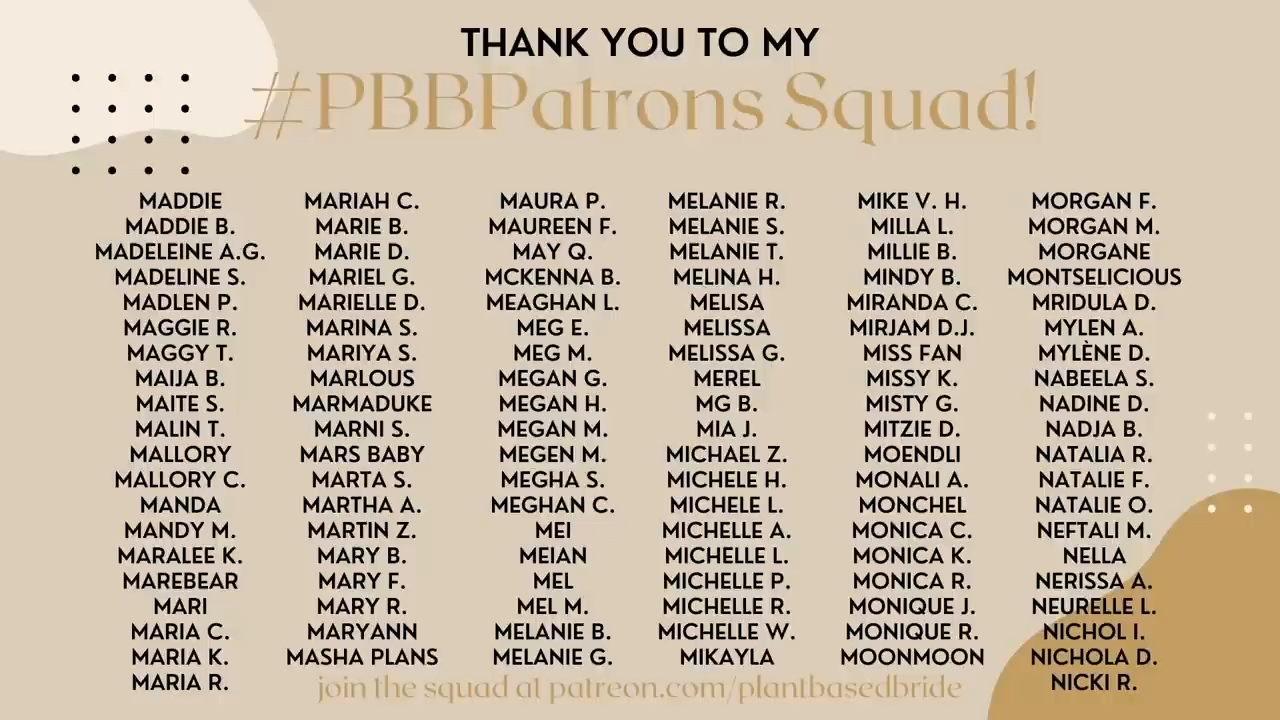 THANK YOU TO MY
#PBBPatrons Squad!
MADDIE
MADDIE B.
MADELEINE A.G.
MADELINE S.
MADLEN P.
MAGGIE R.
MAGGY T.
MAIJA B.
MAITE S.
MALIN T.
MALLORY
MALLORY C.
MANDA
MANDY M.
MARALEE K.
MAREBEAR
MARI
MARIA C.
MARIA K.
MARIA R.
MARIAH C.
MARIE B.
MARIE D.
MARIEL G.
MARIELLE D.
MARINA S.
MARIYA S.
MARLOUS
MARMADUKE
MARNI S.
MARS BABY
MARTA S.
MARTHA A.
MARTIN Z.
MARY B.
MARY F.
MARY R.
MARYANN
MASHA PLANS
MAURA P.
MAUREEN F.
MAY Q.
MCKENNA B.
MEAGHAN L.
MEG E.
MEG M.
MEGAN G.
MEGAN H.
MEGAN M.
MEGEN M.
MEGHA S.
MEGHAN C.
MEI
MEIAN
MEL
MEL M.
MELANIE B.
MELANIE G.
MELANIE R.
MELANIE S.
MELANIE T.
MELINA H.
MELISA
MELISSA
MELISSA G.
MEREL
MG B.
MIA J.
MICHAEL Z.
MICHELE H.
MICHELE L.
MICHELLE A.
MICHELLE L.
MICHELLE P.
MICHELLE R.
MICHELLE W.
MIKAYLA
MIKE V. H.
MILLA L.
MILLIE B.
MINDY B.
MIRANDA C.
MIRJAM D.J.
MISS FAN
MISSY K.
MISTY G.
MITZIE D.
MOENDLI
MONALI A.
MONCHEL
MONICA C.
MONICA K.
MONICA R.
MONIQUE J.
MONIQUE R.
MOONMOON
MORGAN F.
MORGAN M.
MORGANE
MONTSELICIOUS
MRIDULA D.
MYLEN A.
MYLÈNE D.
NABEELA S.
NADINE D.
NADJA B.
NATALIA R.
NATALIE F.
NATALIE O.
NEFTALI M.
NELLA
NERISSA A.
NEURELLE L.
NICHOL I.
NICHOLA D.
NICKI R.
join the squad at patreon.com/plantbasedbride